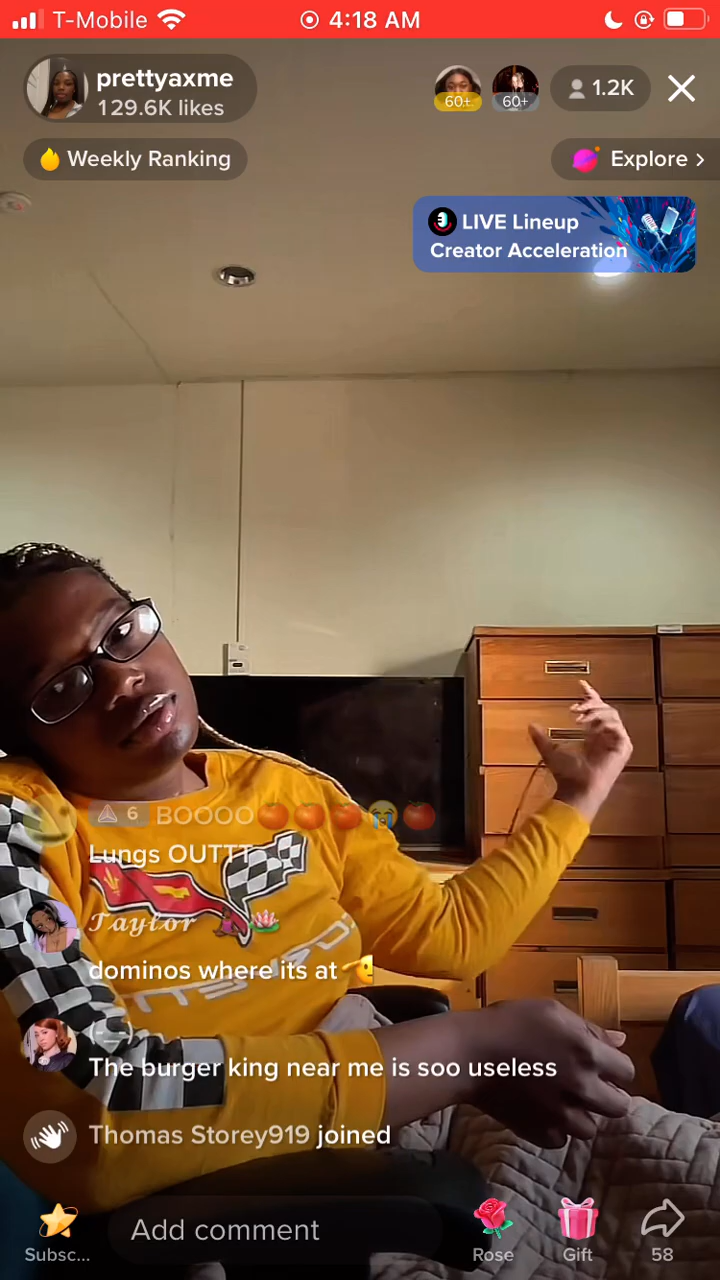 T-Mobile
4:18 AM
prettyaxme
129.6K likes
60+
60+
1.2K
Weekly Ranking
Explore >
LIVE Lineup
Creator Acceleration
6 BOOOO🍅🍅🍅😭🍅
Lungs OUTTT
𝓣𝓪𝔂𝓵𝓸𝓻
dominos where its at
The burger king near me is soo useless
Thomas Storey919 joined
Add comment
Subsc...
Rose
Gift
58